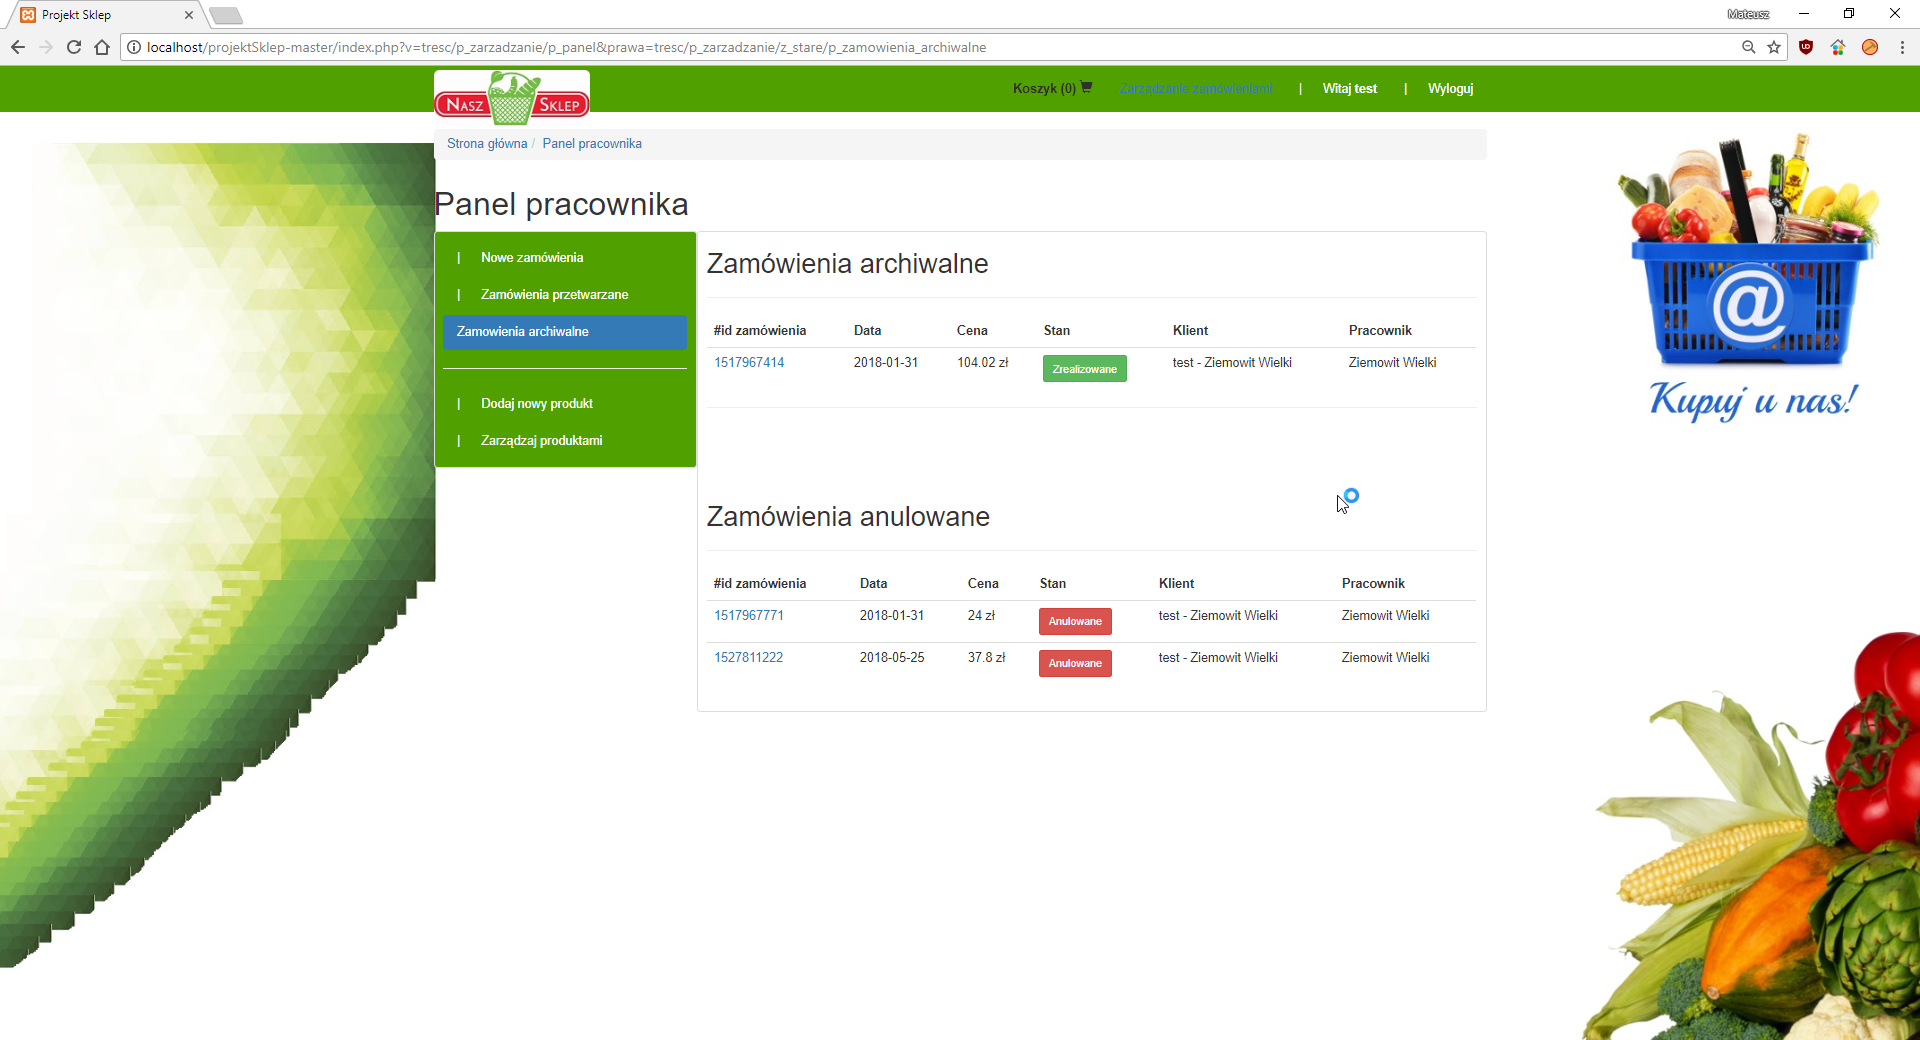 Projekt Sklep
Mateusz
localhost/projektSklep-master/index.php?v=tresc/p_zarzadzanie/p_panel&prawa=tresc/p_zarzadzanie/z_stare/p_zamowienia_archiwalne
NASZ SKLEP
Koszyk (0) Zarządzanie zamówieniami | Witaj test | Wyloguj
Strona główna / Panel pracownika
Panel pracownika
| Nowe zamówienia
| Zamówienia przetwarzane
Zamowienia archiwalne
| Dodaj nowy produkt
| Zarządzaj produktami
Zamówienia archiwalne
#id zamówienia Data Cena Stan Klient Pracownik
1517967414 2018-01-31 104.02 zł Zrealizowane test - Ziemowit Wielki Ziemowit Wielki
Zamówienia anulowane
#id zamówienia Data Cena Stan Klient Pracownik
1517967771 2018-01-31 24 zł Anulowane test - Ziemowit Wielki Ziemowit Wielki
1527811222 2018-05-25 37.8 zł Anulowane test - Ziemowit Wielki Ziemowit Wielki
@
Kupuj u nas!